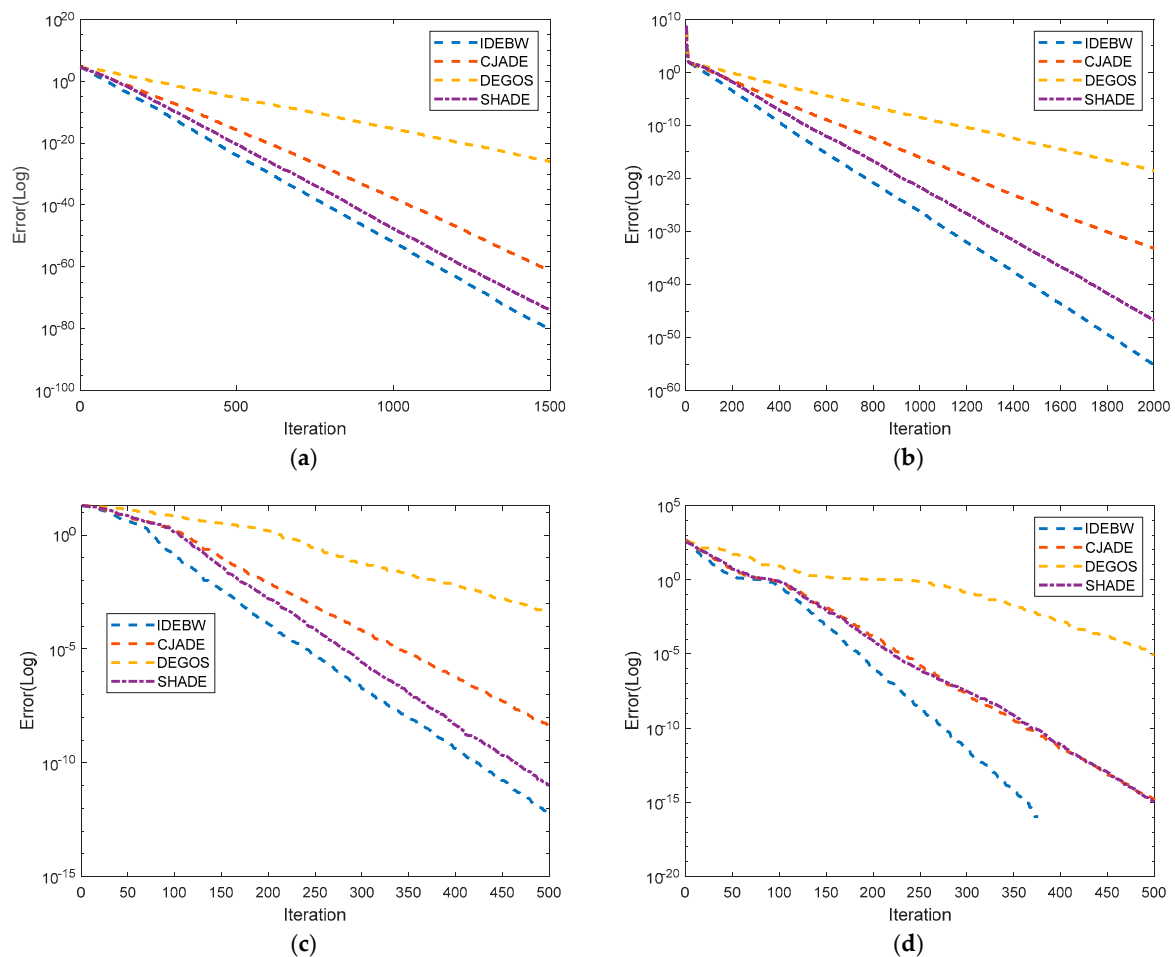 10^20
10^0
10^-20
10^-40
10^-60
10^-80
10^-100
Error(Log)
0 500 1000 1500
Iteration
IDEBW
CJADE
DEGOS
SHADE
(a)
10^10
10^0
10^-10
10^-20
10^-30
10^-40
10^-50
10^-60
Error(Log)
0 200 400 600 800 1000 1200 1400 1600 1800 2000
Iteration
IDEBW
CJADE
DEGOS
SHADE
(b)
10^0
10^-5
10^-10
10^-15
Error(Log)
0 50 100 150 200 250 300 350 400 450 500
Iteration
IDEBW
CJADE
DEGOS
SHADE
(c)
10^5
10^0
10^-5
10^-10
10^-15
10^-20
Error(Log)
0 50 100 150 200 250 300 350 400 450 500
Iteration
IDEBW
CJADE
DEGOS
SHADE
(d)